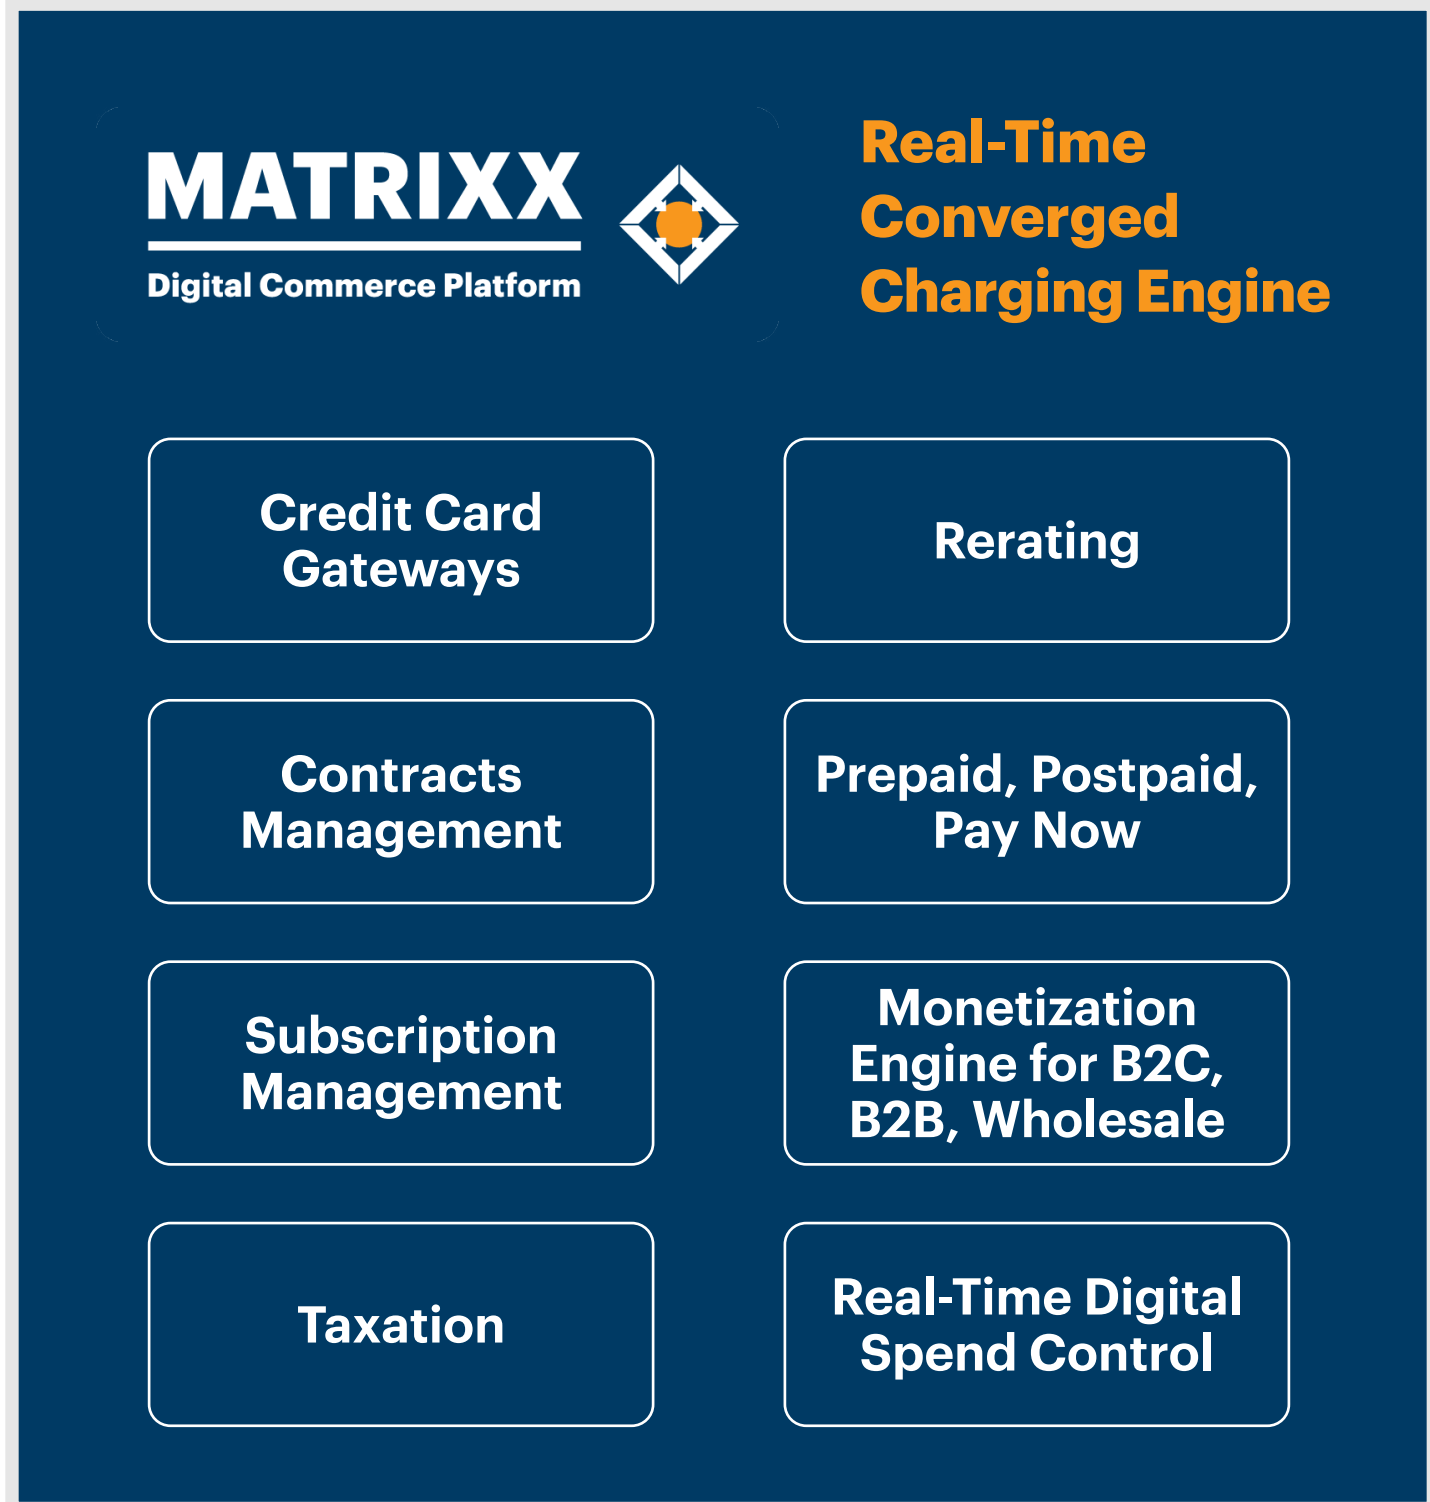 MATRIXX
Digital Commerce Platform
Real-Time
Converged
Charging Engine
Credit Card
Gateways
Rerating
Contracts
Management
Prepaid, Postpaid,
Pay Now
Subscription
Management
Monetization
Engine for B2C,
B2B, Wholesale
Taxation
Real-Time Digital
Spend Control